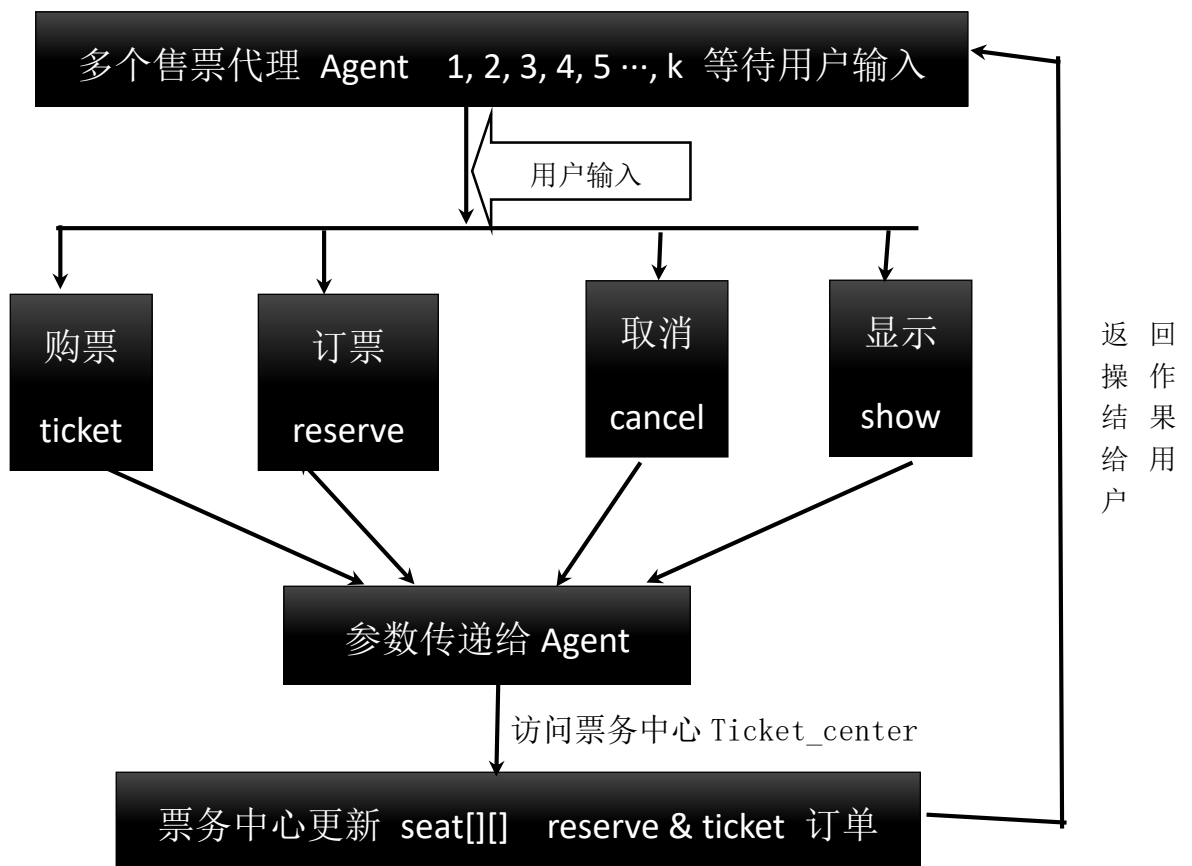 多个售票代理 Agent 1, 2, 3, 4, 5 …, k 等待用户输入
用户输入
购票
ticket
订票
reserve
取消
cancel
显示
show
返回
操作
结果
给用
户
参数传递给 Agent
访问票务中心 Ticket_center
票务中心更新 seat[][] reserve & ticket 订单